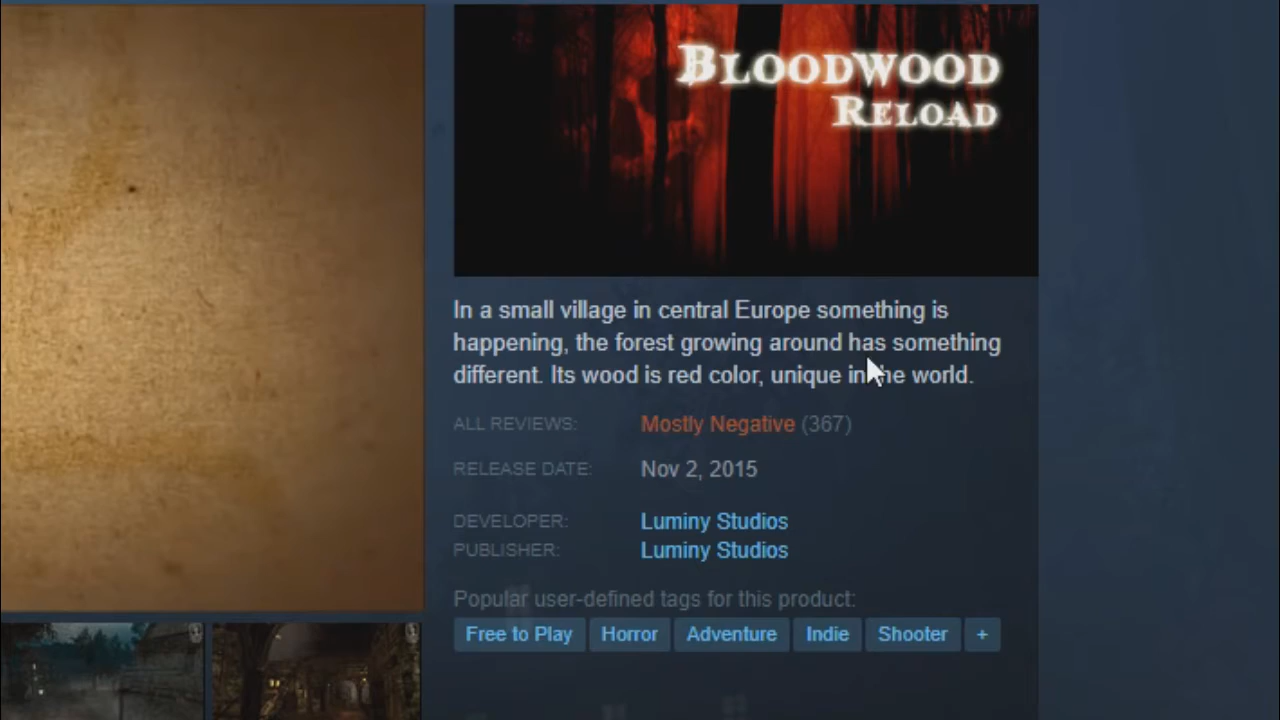 BLOODWOOD
RELOAD
In a small village in central Europe something is
happening, the forest growing around has something
different. Its wood is red color, unique in the world.
ALL REVIEWS: Mostly Negative (367)
RELEASE DATE: Nov 2, 2015
DEVELOPER: Luminy Studios
PUBLISHER: Luminy Studios
Popular user-defined tags for this product:
Free to Play Horror Adventure Indie Shooter +